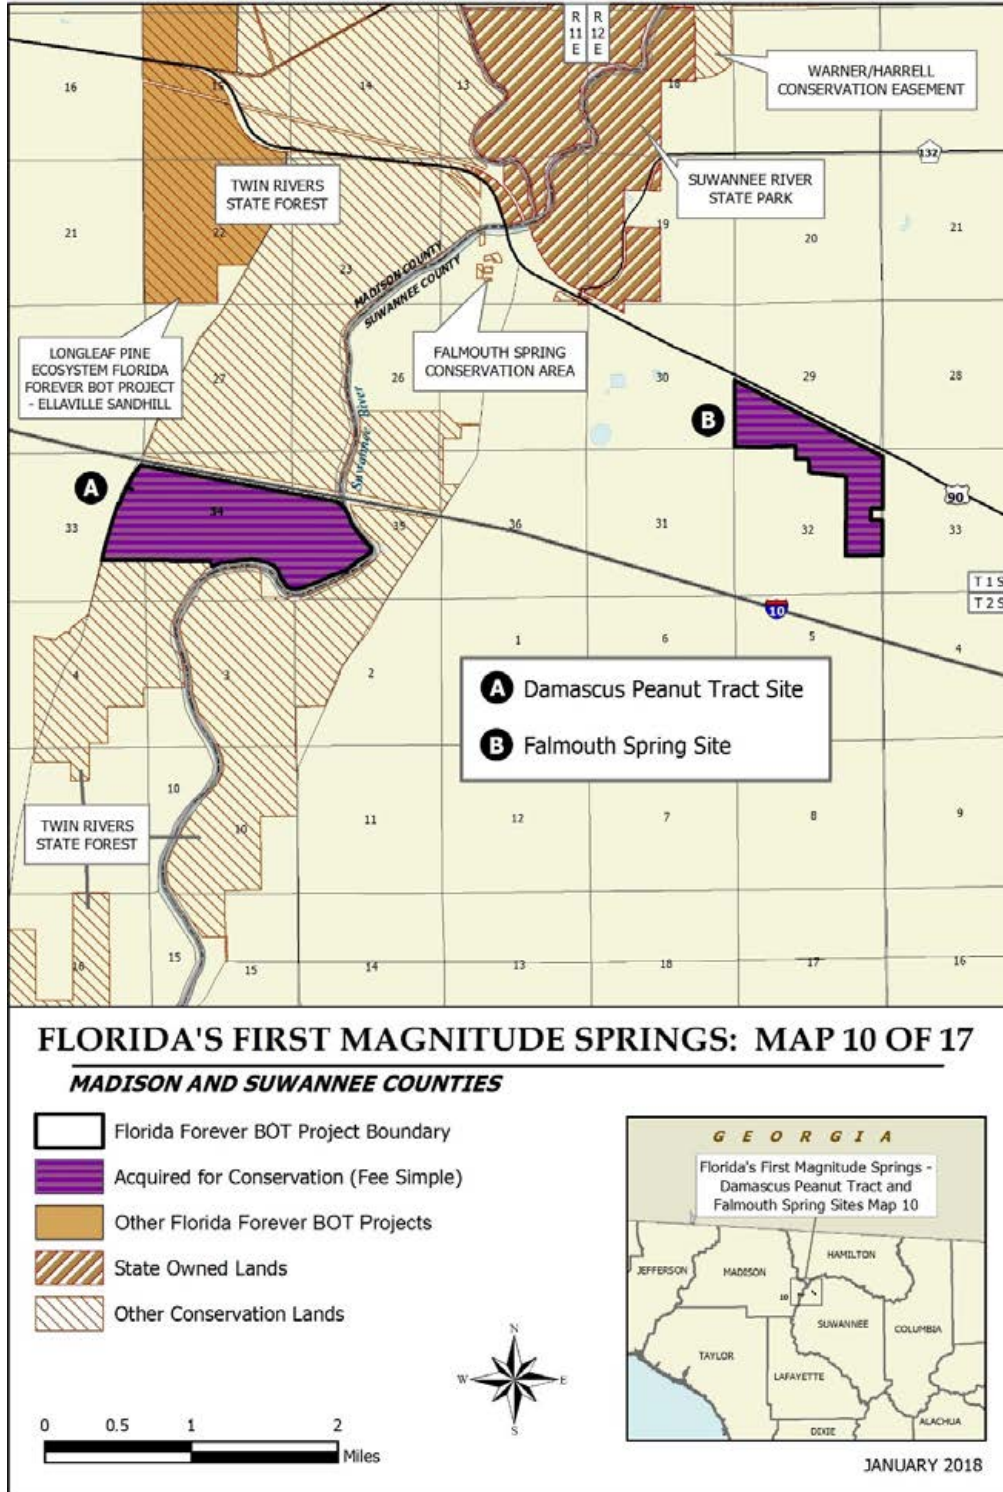 R
11
E
R
12
E
16
15
14
13
18
WARNER/HARRELL
CONSERVATION EASEMENT
132
TWIN RIVERS
STATE FOREST
SUWANNEE RIVER
STATE PARK
21
22
23
19
20
21
MADISON COUNTY
SUWANNEE COUNTY
LONGLEAF PINE
ECOSYSTEM FLORIDA
FOREVER BOT PROJECT
- ELLAVILLE SANDHILL
FALMOUTH SPRING
CONSERVATION AREA
27
26
30
29
28
Suwannee River
B
A
90
33
34
35
36
31
32
33
T 1 S
T 2 S
10
4
3
2
1
6
5
4
A Damascus Peanut Tract Site
B Falmouth Spring Site
10
10
11
12
7
8
9
TWIN RIVERS
STATE FOREST
16
15
15
14
13
18
17
16
FLORIDA'S FIRST MAGNITUDE SPRINGS: MAP 10 OF 17
MADISON AND SUWANNEE COUNTIES
Florida Forever BOT Project Boundary
Acquired for Conservation (Fee Simple)
Other Florida Forever BOT Projects
State Owned Lands
Other Conservation Lands
N
W E
S
0 0.5 1 2
Miles
GEORGIA
Florida's First Magnitude Springs -
Damascus Peanut Tract and
Falmouth Spring Sites Map 10
JEFFERSON
MADISON
HAMILTON
10
SUWANNEE
COLUMBIA
TAYLOR
LAFAYETTE
DIXIE
ALACHUA
JANUARY 2018